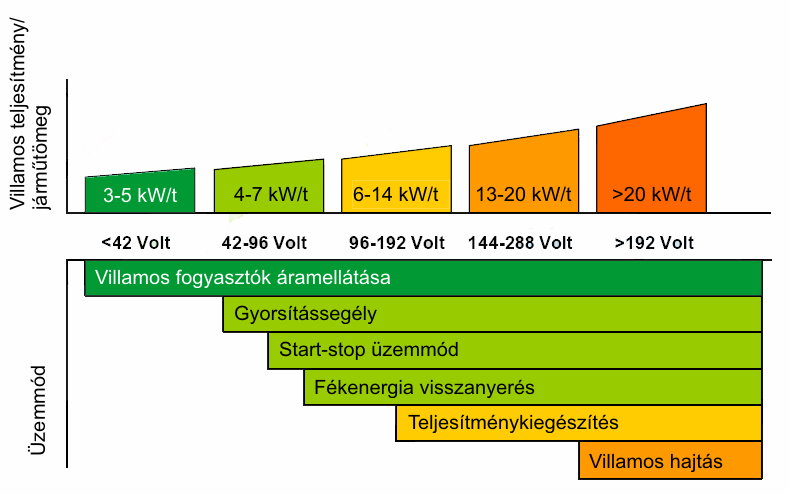 Villamos teljesítmény/
járműtömeg
3-5 kW/t
4-7 kW/t
6-14 kW/t
13-20 kW/t
>20 kW/t
<42 Volt
42-96 Volt
96-192 Volt
144-288 Volt
>192 Volt
Üzemmód
Villamos fogyasztók áramellátása
Gyorsítássegély
Start-stop üzemmód
Fékenergia visszanyerés
Teljesítménykiegészítés
Villamos hajtás